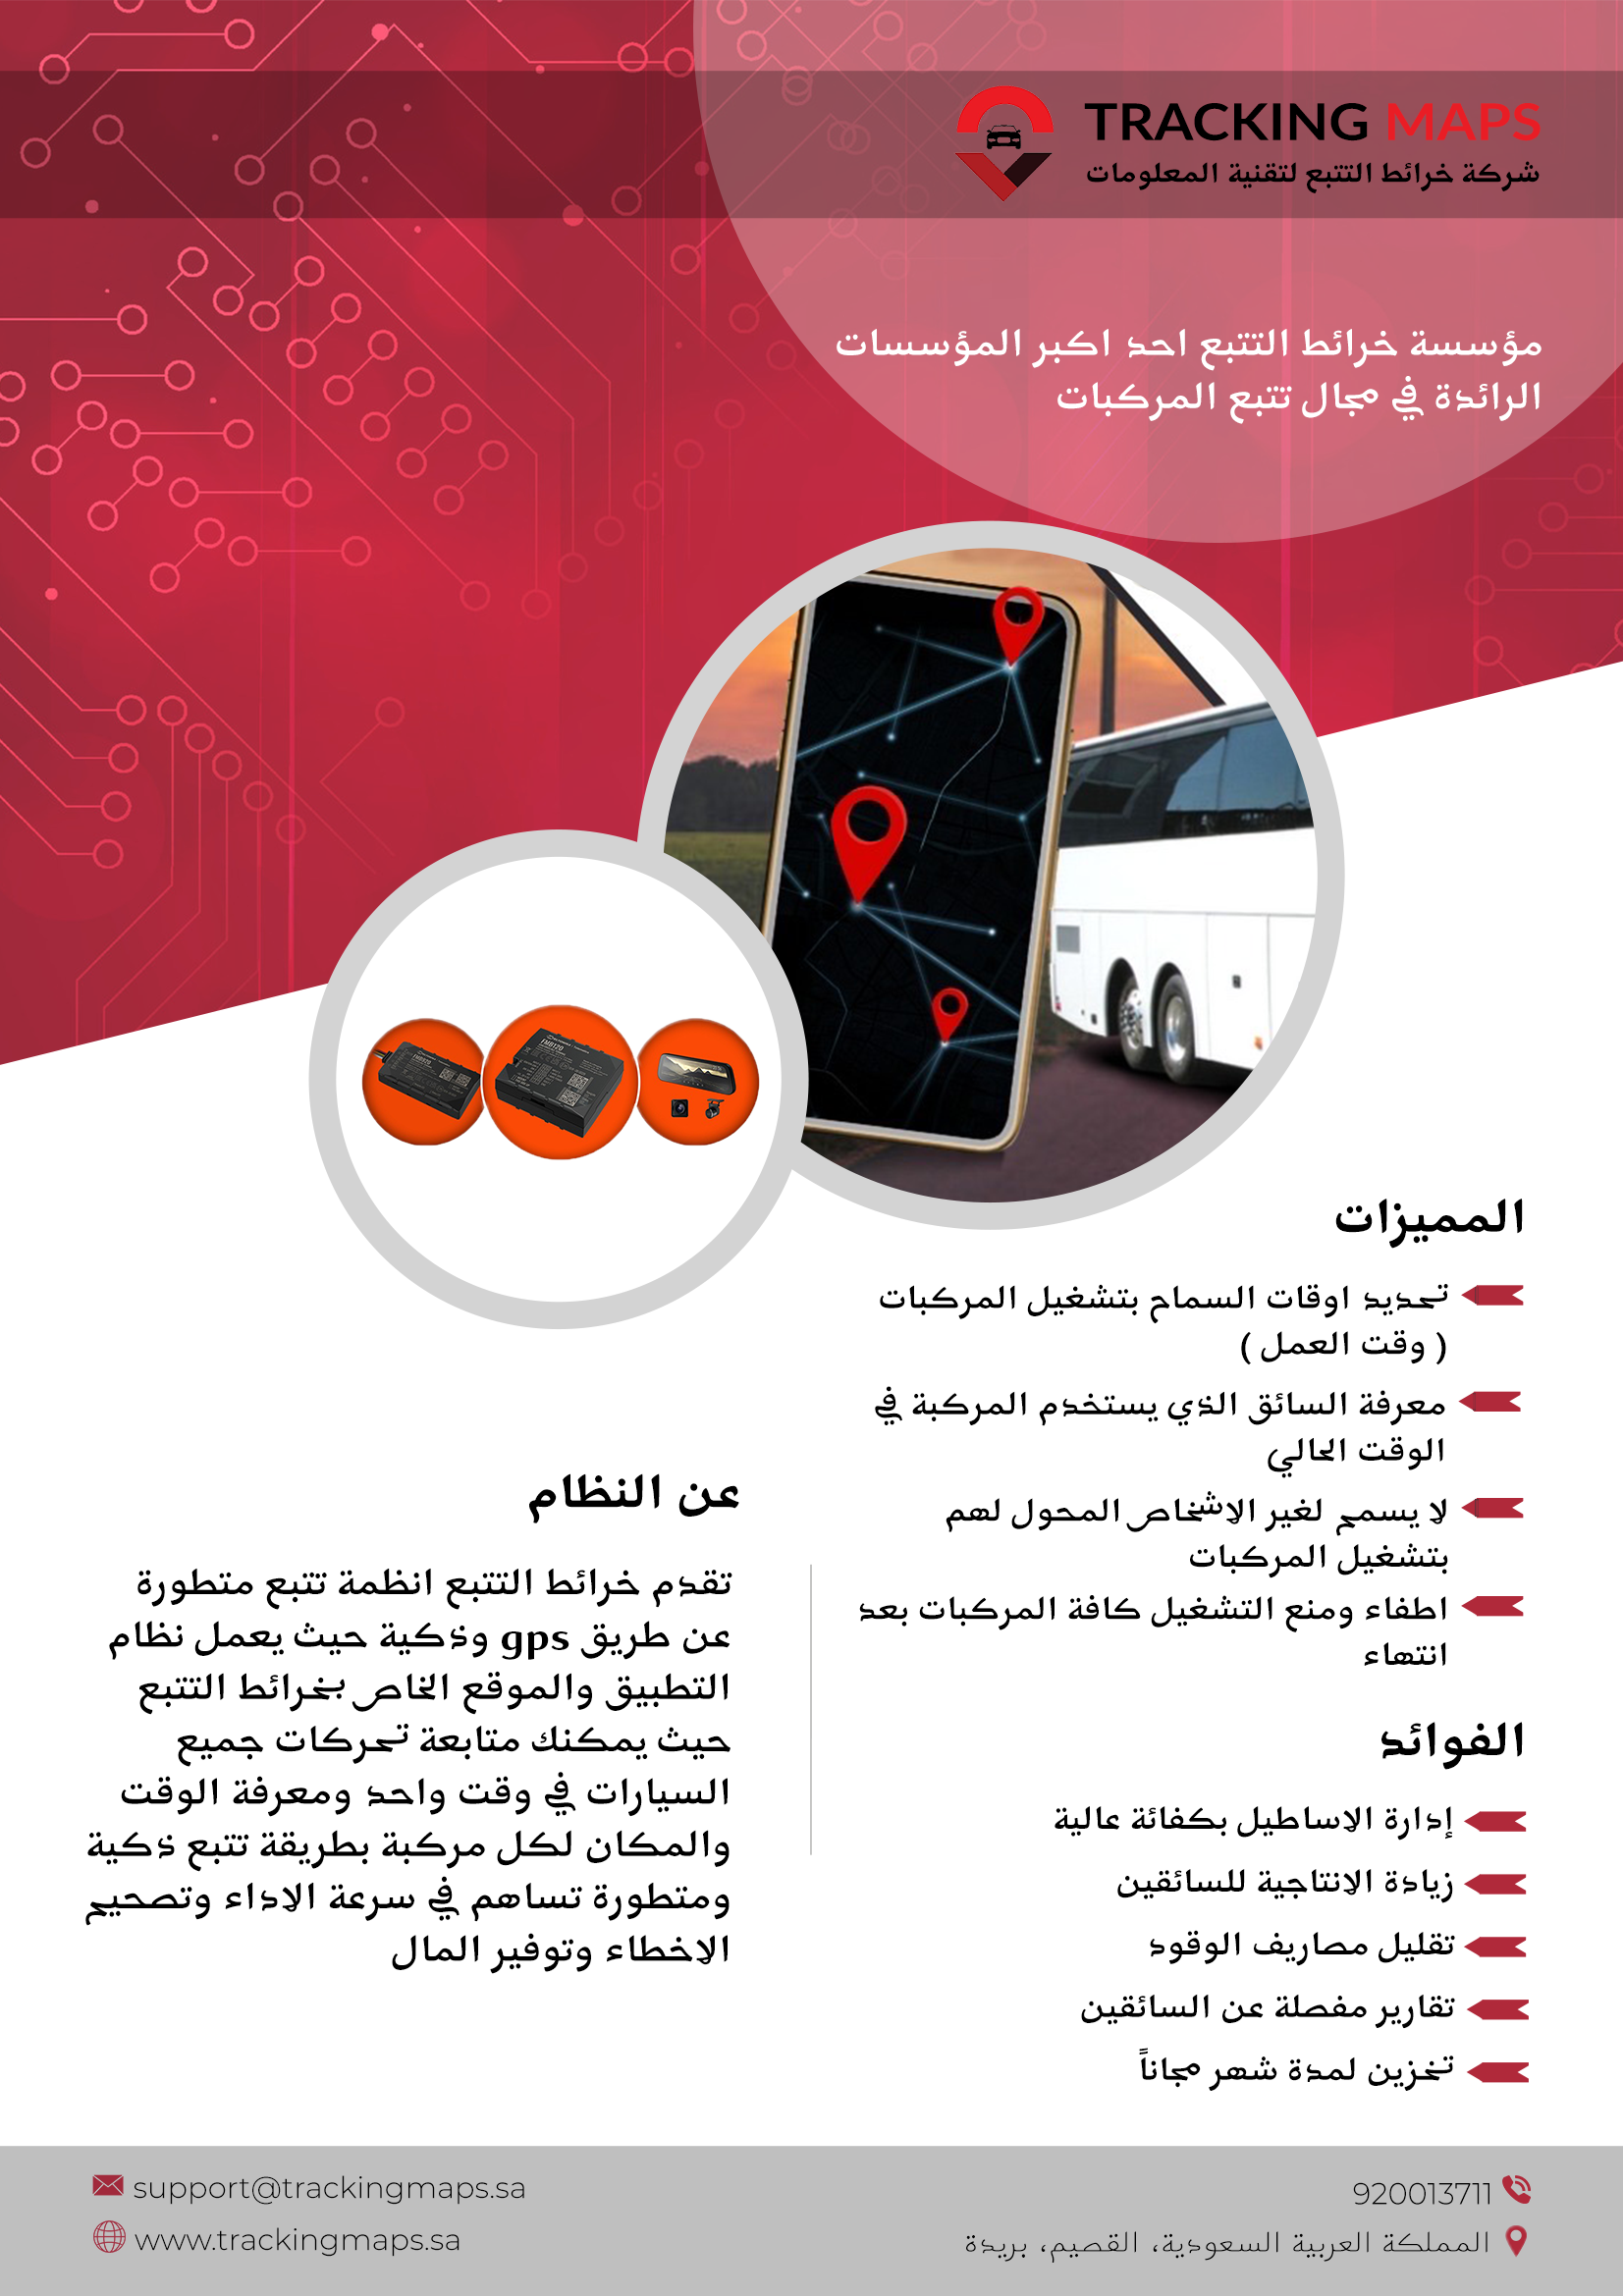 TRACKING MAPS
شركة خرائط التتبع لتقنية المعلومات
مؤسسة خرائط التتبع احد اكبر المؤسسات
الرائدة في مجال تتبع المركبات
FMB920
FMB120
المميزات
تحديد اوقات السماح بتشغيل المركبات
( وقت العمل )
معرفة السائق الذي يستخدم المركبة في
الوقت الحالي
لا يسمح لغير الاشخاص المحول لهم
بتشغيل المركبات
اطفاء ومنع التشغيل كافة المركبات بعد
انتهاء
الفوائد
إدارة الاساطيل بكفائة عالية
زيادة الانتاجية للسائقين
تقليل مصاريف الوقود
تقارير مفصلة عن السائقين
تخزين لمدة شهر مجاناً
عن النظام
تقدم خرائط التتبع انظمة تتبع متطورة
عن طريق gps وذكية حيث يعمل نظام
التطبيق والموقع الخاص بخرائط التتبع
حيث يمكنك متابعة تحركات جميع
السيارات في وقت واحد ومعرفة الوقت
والمكان لكل مركبة بطريقة تتبع ذكية
ومتطورة تساهم في سرعة الاداء وتصحيح
الاخطاء وتوفير المال
920013711
المملكة العربية السعودية، القصيم، بريدة
support@trackingmaps.sa
www.trackingmaps.sa